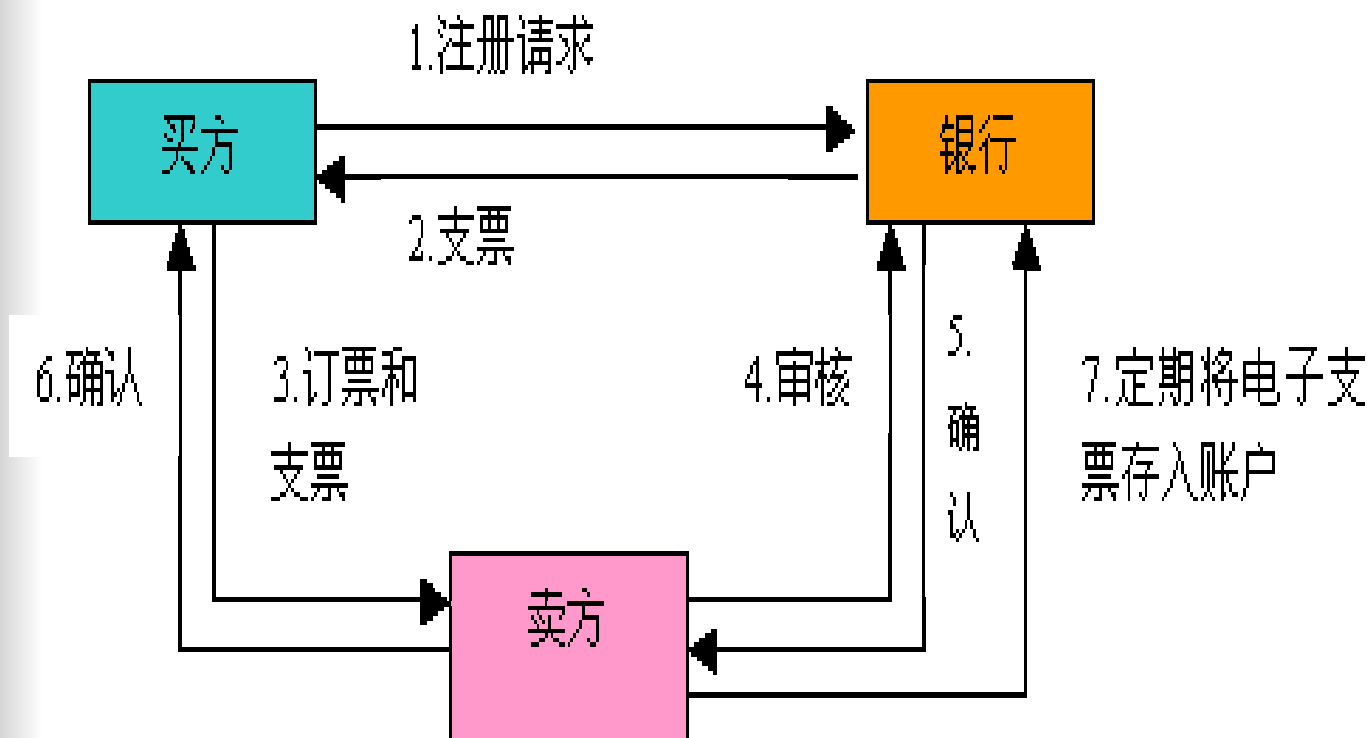 1.注册请求
买方
银行
2.支票
6.确认
3.订票和
支票
4.审核
5.
确
认
7.定期将电子支
票存入账户
卖方